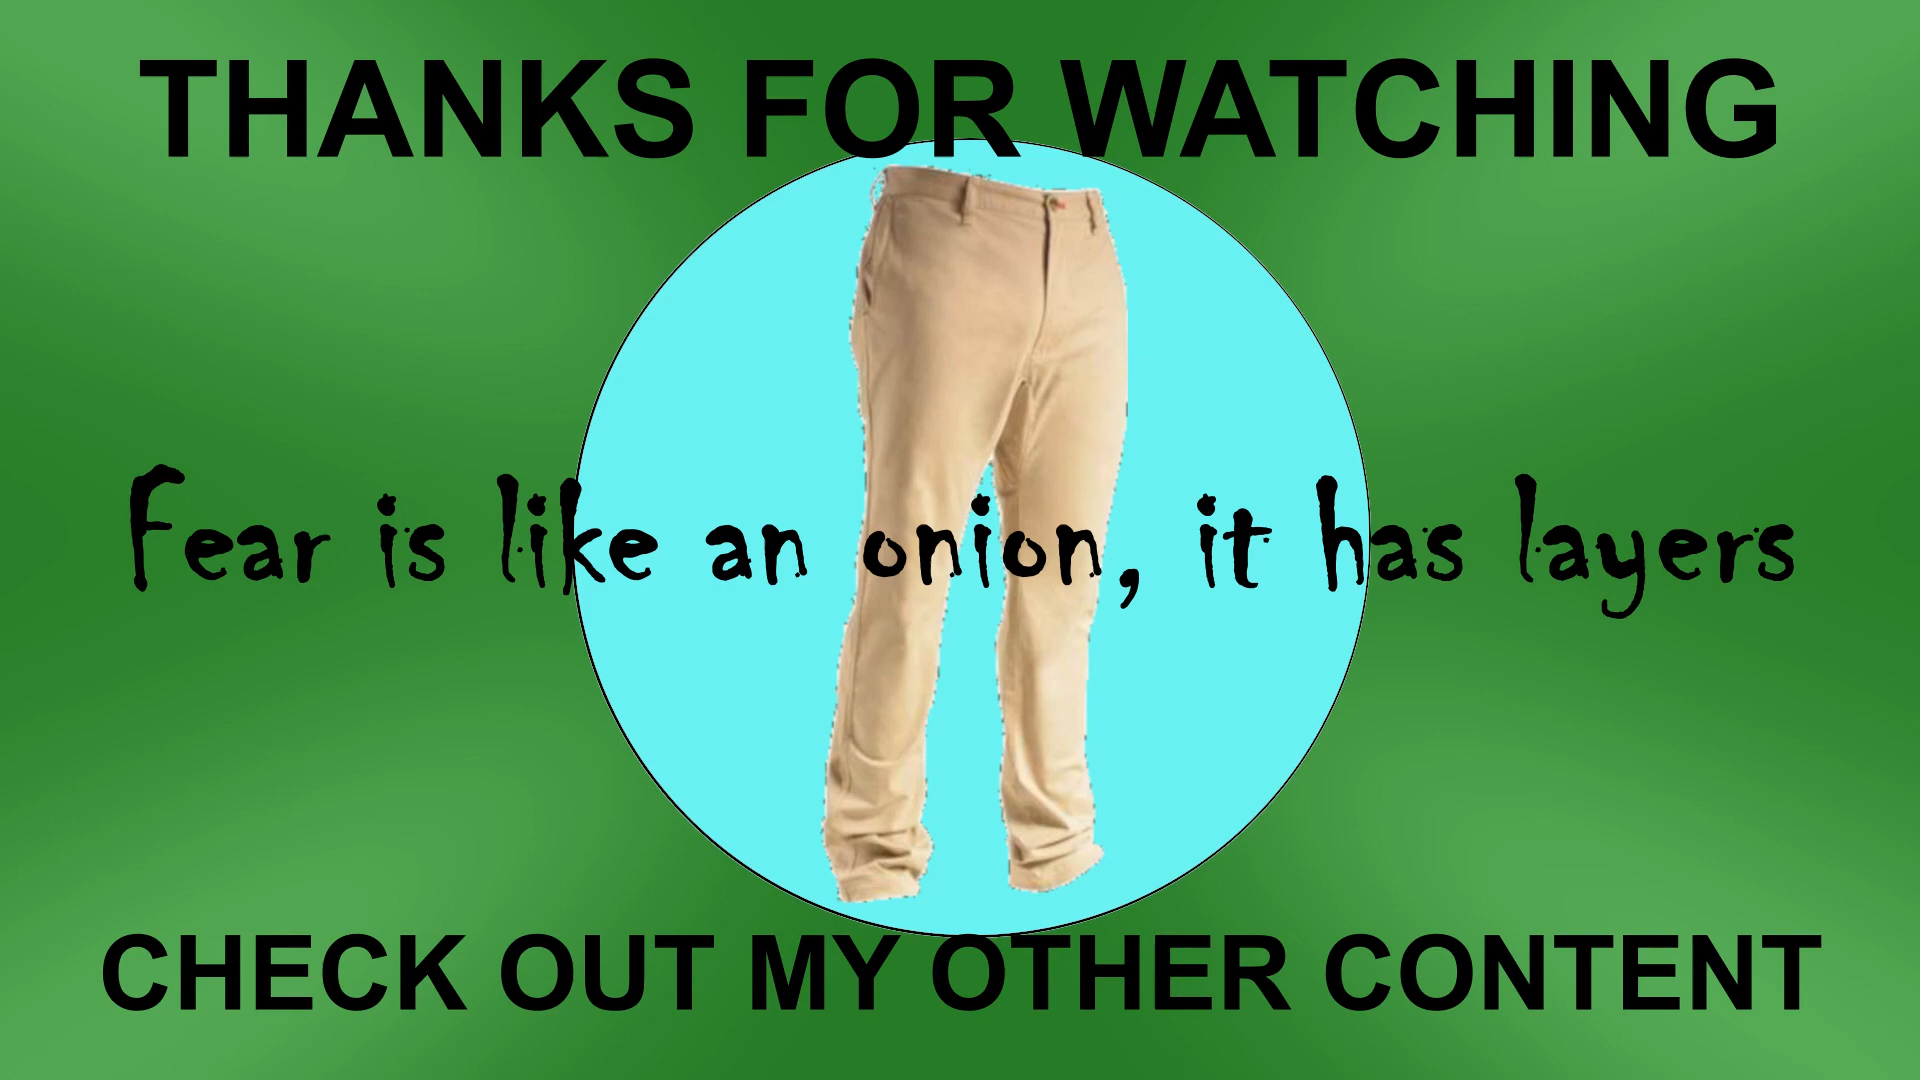 THANKS FOR WATCHING
Fear is like an onion, it has layers
CHECK OUT MY OTHER CONTENT